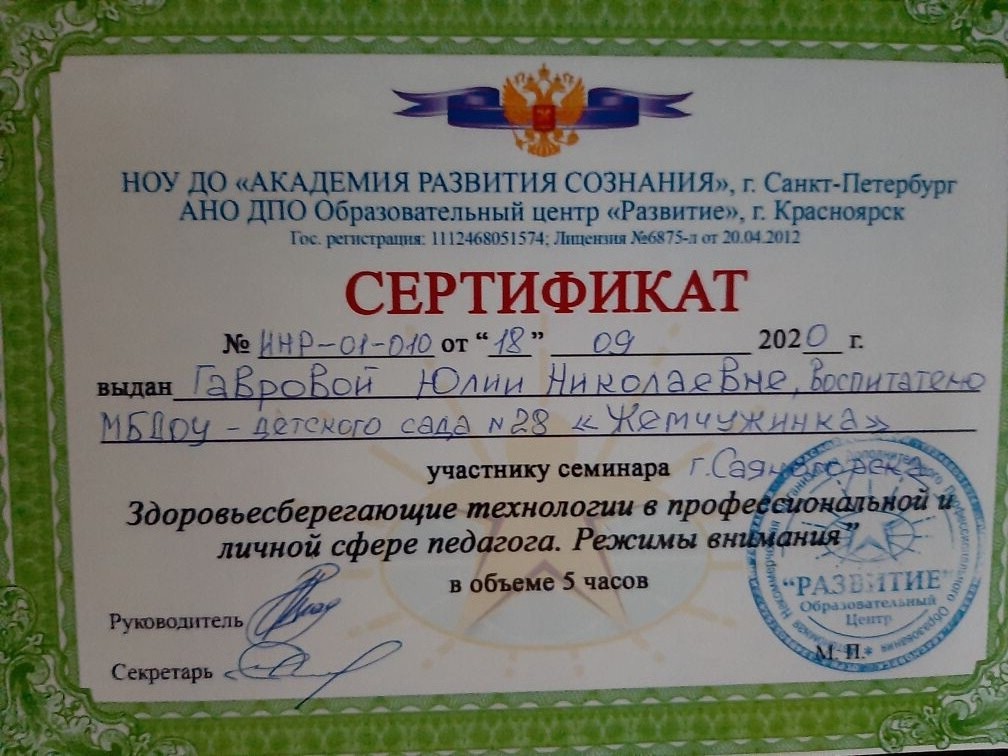 НОУ ДО «АКАДЕМИЯ РАЗВИТИЯ СОЗНАНИЯ», г. Санкт-Петербург
АНО ДПО Образовательный центр «Развитие», г. Красноярск
Гос. регистрация: 1112468051574; Лицензия №6875-л от 20.04.2012
СЕРТИФИКАТ
№ ИНР-01-010 от “18” 09 2020 г.
выдан Гавровой Юлии Николаевне, Воспитателю
МБДОУ - детского сада №28 «Жемчужинка»
участнику семинара г.Саяногорска
Здоровьесберегающие технологии в профессиональной и
личной сфере педагога. Режимы внимания”
в объеме 5 часов
Руководитель
Секретарь
“РАЗВИТИЕ”
Образовательный
Центр
М. П.